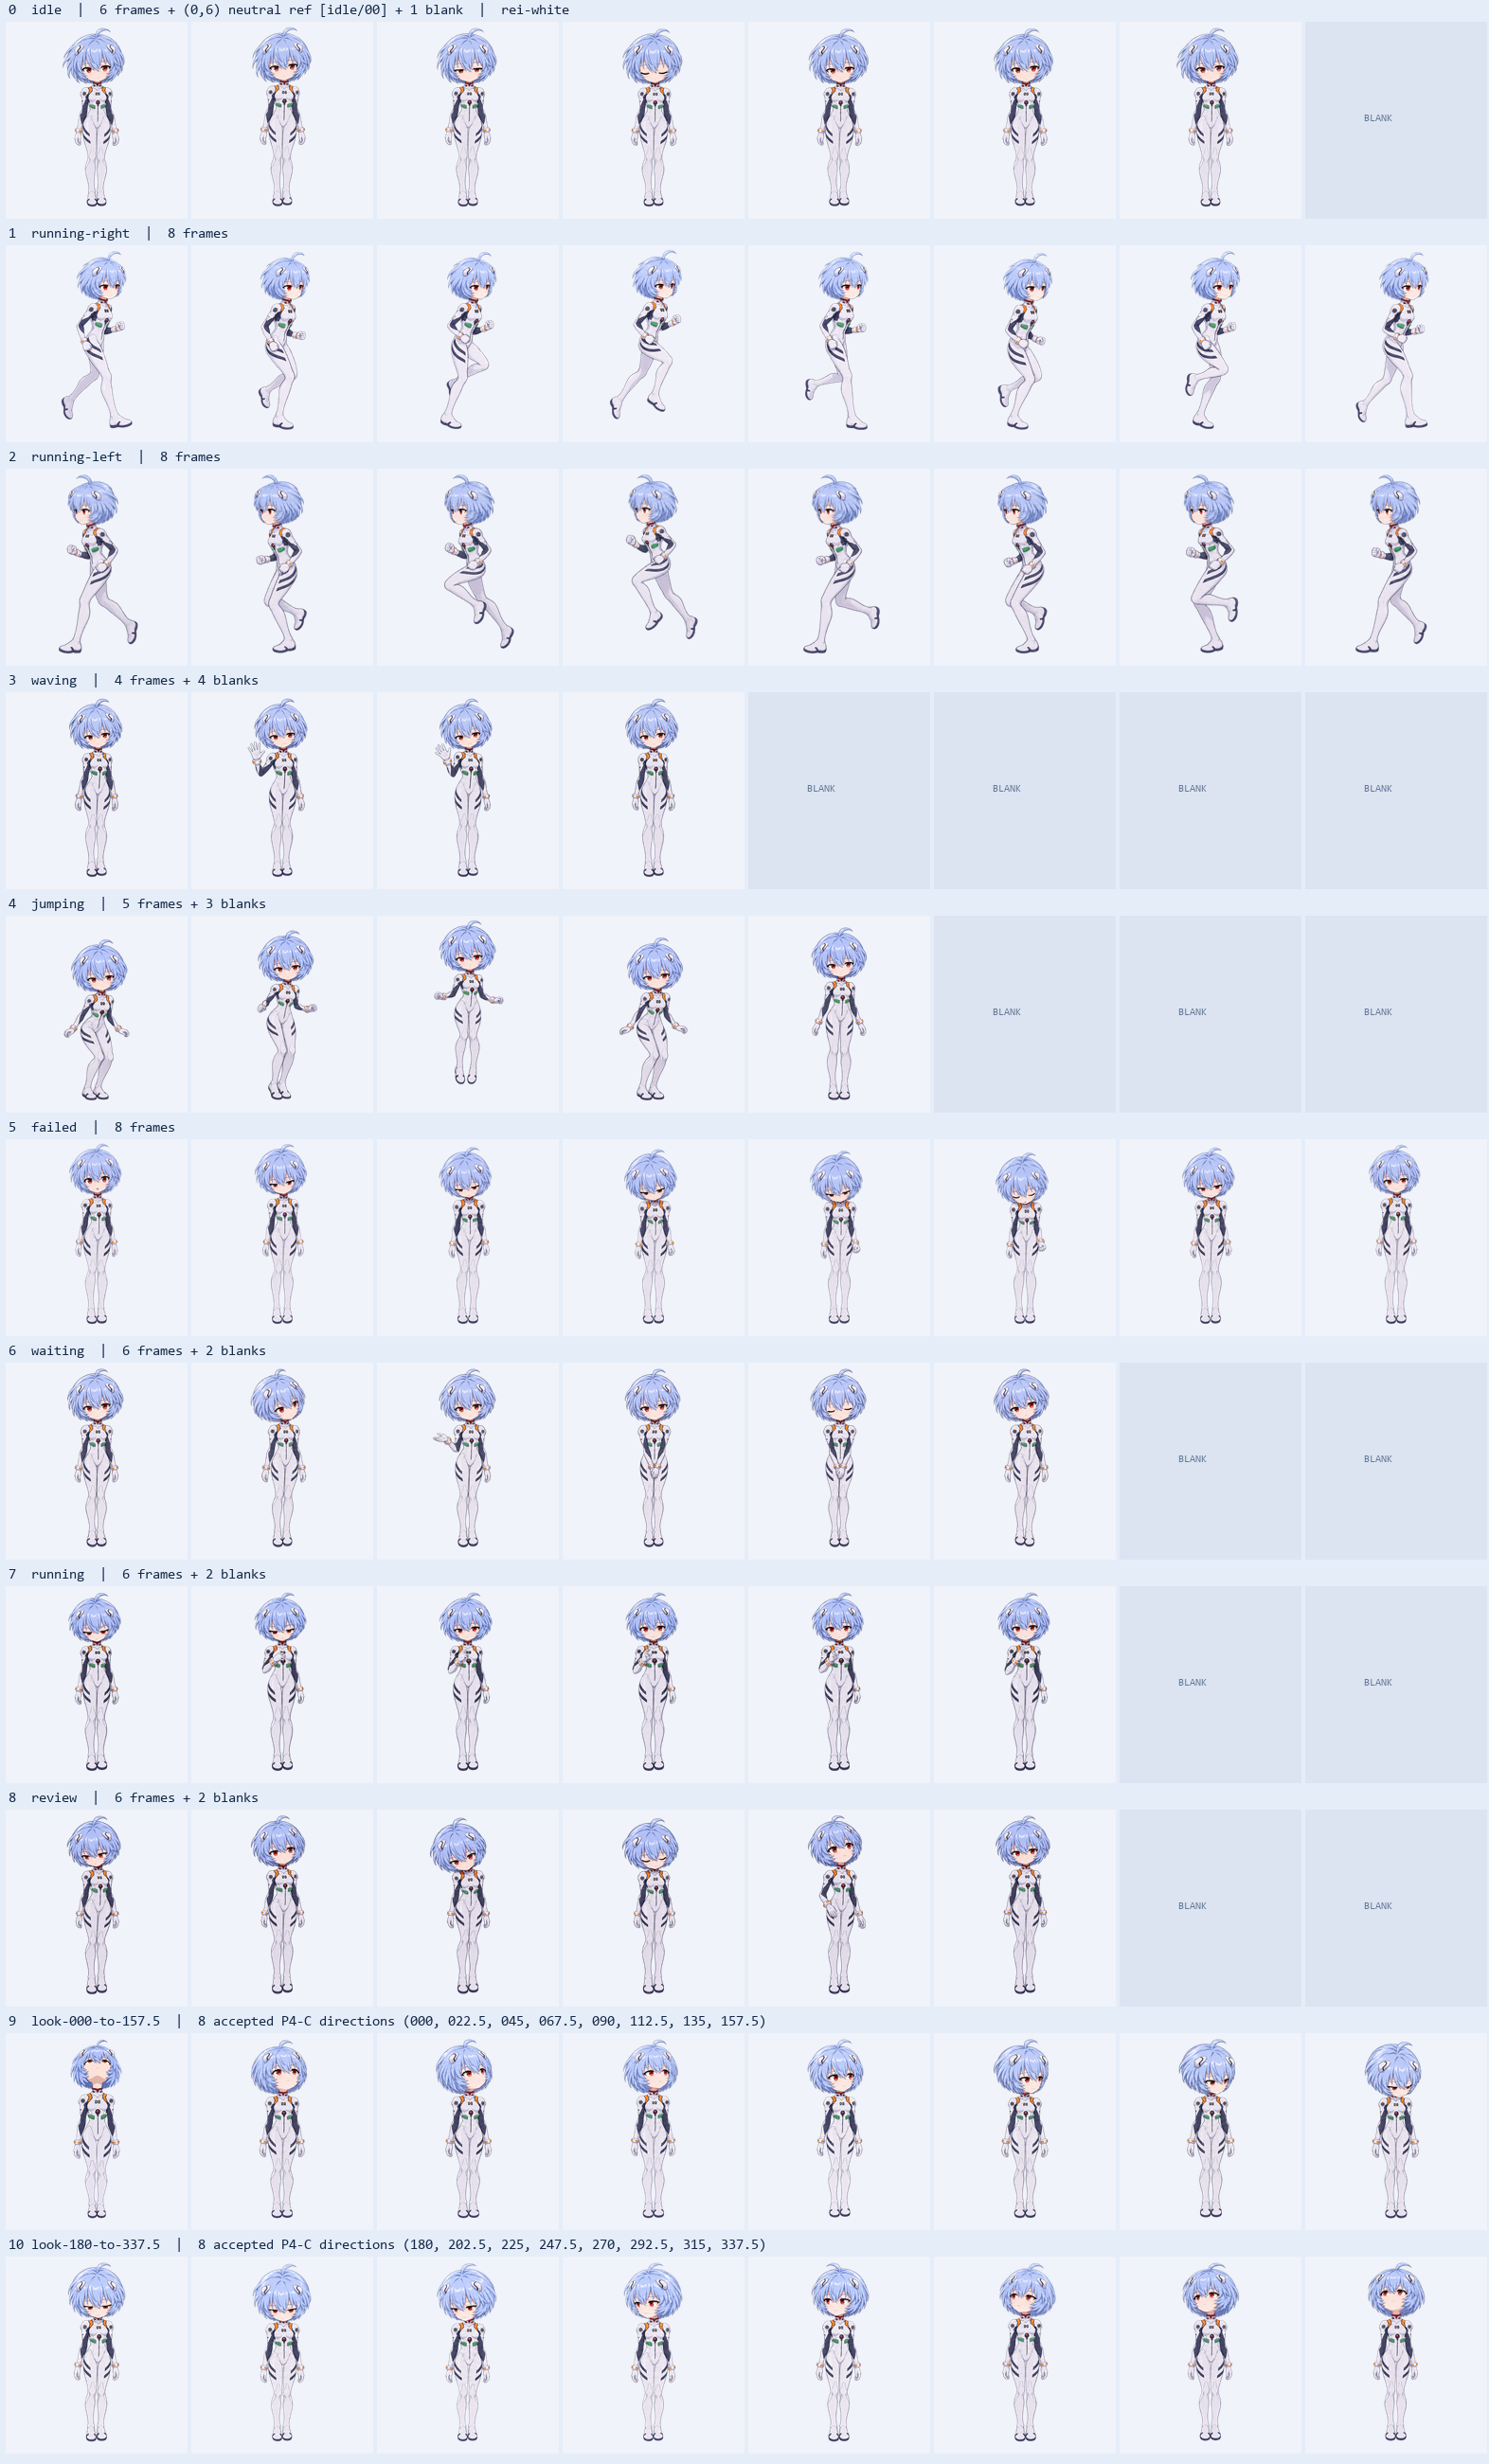 0  idle  |  6 frames + (0,6) neutral ref [idle/00] + 1 blank  |  rei-white
BLANK
1  running-right  |  8 frames
2  running-left  |  8 frames
3  waving  |  4 frames + 4 blanks
BLANK BLANK BLANK BLANK
4  jumping  |  5 frames + 3 blanks
BLANK BLANK BLANK
5  failed  |  8 frames
6  waiting  |  6 frames + 2 blanks
BLANK BLANK
7  running  |  6 frames + 2 blanks
BLANK BLANK
8  review  |  6 frames + 2 blanks
BLANK BLANK
9  look-000-to-157.5  |  8 accepted P4-C directions (000, 022.5, 045, 067.5, 090, 112.5, 135, 157.5)
10 look-180-to-337.5  |  8 accepted P4-C directions (180, 202.5, 225, 247.5, 270, 292.5, 315, 337.5)